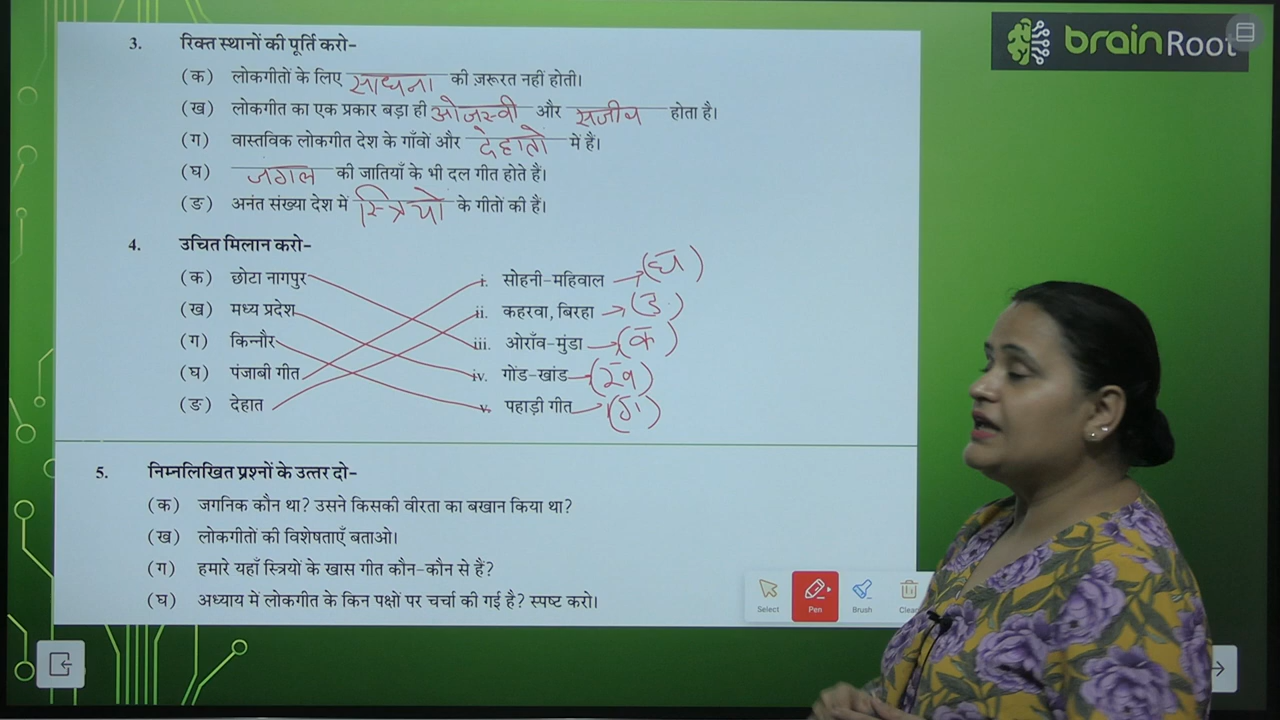 brainRoot
3. रिक्त स्थानों की पूर्ति करो-
(क) लोकगीतों के लिए साधना की ज़रूरत नहीं होती।
(ख) लोकगीत का एक प्रकार बड़ा ही ओजस्वी और सजीव होता है।
(ग) वास्तविक लोकगीत देश के गाँवों और देहातो में हैं।
(घ) जगल की जातियाँ के भी दल गीत होते हैं।
(ङ) अनंत संख्या देश में स्त्रियो के गीतो की हैं।
4. उचित मिलान करो-
(क) छोटा नागपुर i. सोहनी-महिवाल (घ)
(ख) मध्य प्रदेश ii. कहरवा, बिरहा (ङ)
(ग) किन्नौर iii. ओराँव-मुंडा (क)
(घ) पंजाबी गीत iv. गोंड-खांड (ख)
(ङ) देहात v. पहाड़ी गीत (ग)
5. निम्नलिखित प्रश्नों के उत्तर दो-
(क) जगनिक कौन था? उसने किसकी वीरता का बखान किया था?
(ख) लोकगीतों की विशेषताएँ बताओ।
(ग) हमारे यहाँ स्त्रियों के खास गीत कौन-कौन से हैं?
(घ) अध्याय में लोकगीत के किन पक्षों पर चर्चा की गई है? स्पष्ट करो।
Select Pen Brush Clear